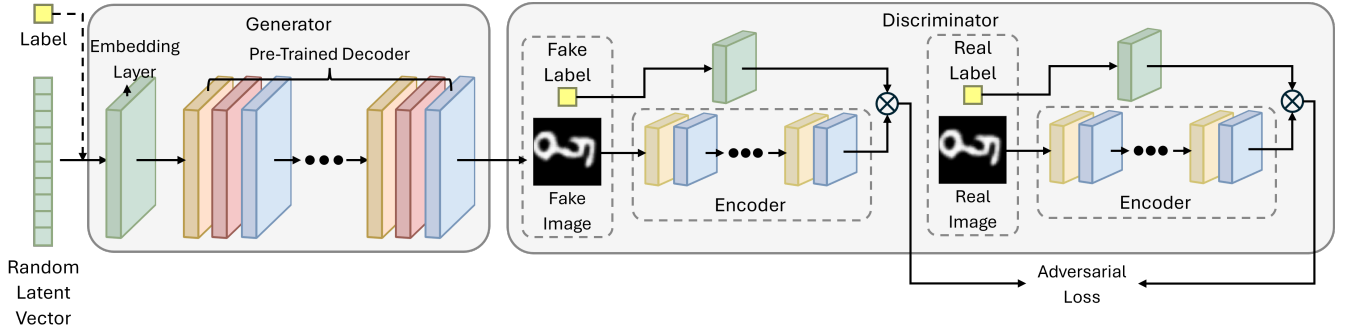 Label
Generator
Embedding
Layer
Pre-Trained Decoder
Random
Latent
Vector
Discriminator
Fake
Label
Fake
Image
Encoder
Real
Label
Real
Image
Encoder
Adversarial
Loss